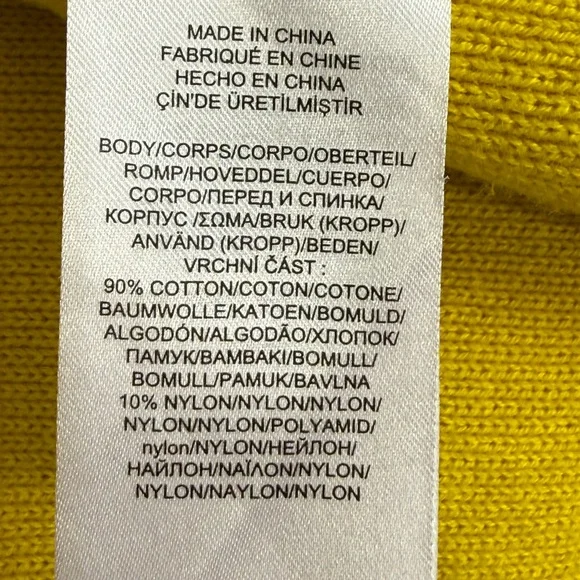 MADE IN CHINA
FABRIQUÉ EN CHINE
HECHO EN CHINA
ÇİN'DE ÜRETİLMİŞTİR
BODY/CORPS/CORPO/OBERTEIL/
ROMP/HOVEDDEL/CUERPO/
CORPO/ПЕРЕД И СПИНКА/
КОРПУС /ΣΩΜΑ/BRUK (KROPP)/
ANVÄND (KROPP)/BEDEN/
VRCHNÍ ČÁST :
90% COTTON/COTON/COTONE/
BAUMWOLLE/KATOEN/BOMULD/
ALGODÓN/ALGODÃO/ХЛОПОК/
ПАМУК/ΒΑΜΒΑΚΙ/BOMULL/
BOMULL/PAMUK/BAVLNA
10% NYLON/NYLON/NYLON/
NYLON/NYLON/POLYAMID/
nylon/NYLON/НЕЙЛОН/
НАЙЛОН/ΝΑΪΛΟΝ/NYLON/
NYLON/NAYLON/NYLON